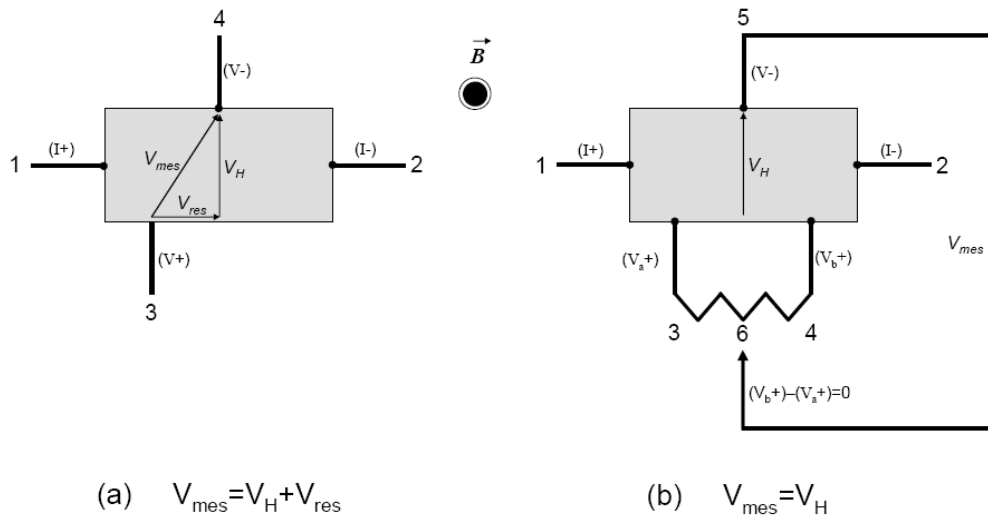 4
(V-)
1
(I+)
V_mes
V_H
V_res
(I-)
2
(V+)
3
B
5
(V-)
1
(I+)
V_H
(I-)
2
(V_a+)
(V_b+)
V_mes
3
6
4
(V_b+)–(V_a+)=0
(a) V_mes=V_H+V_res
(b) V_mes=V_H